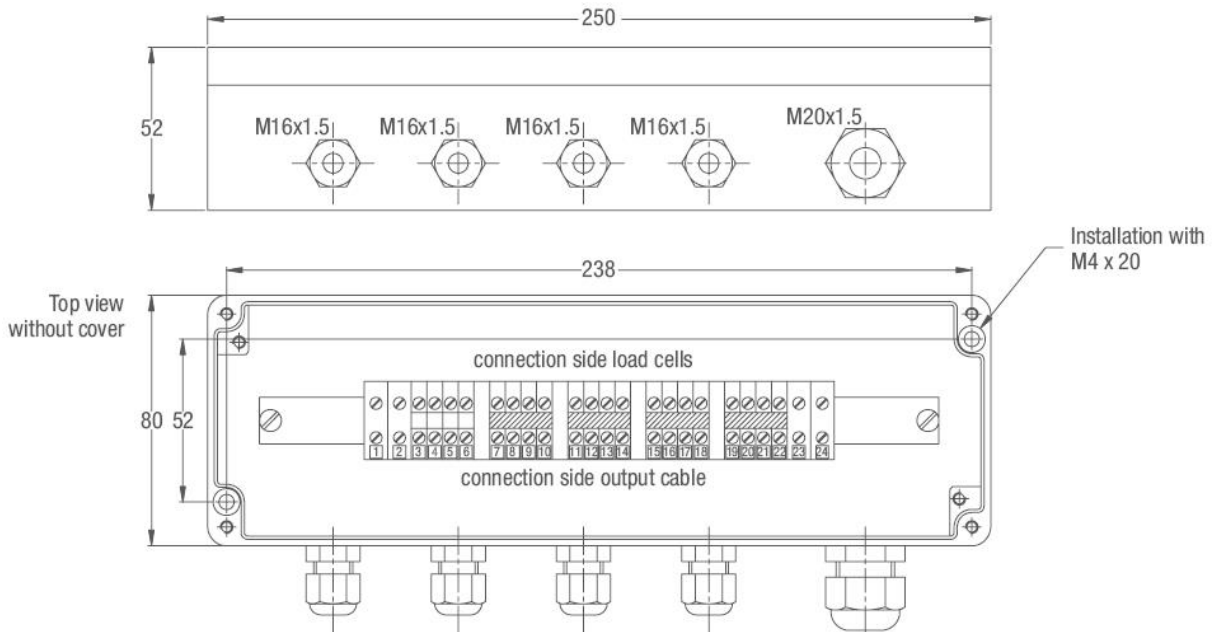 250
52
M16x1.5 M16x1.5 M16x1.5 M16x1.5 M20x1.5
Installation with
M4 x 20
238
Top view
without cover
connection side load cells
80 52
1 2 3 4 5 6 7 8 9 10 11 12 13 14 15 16 17 18 19 20 21 22 23 24
connection side output cable